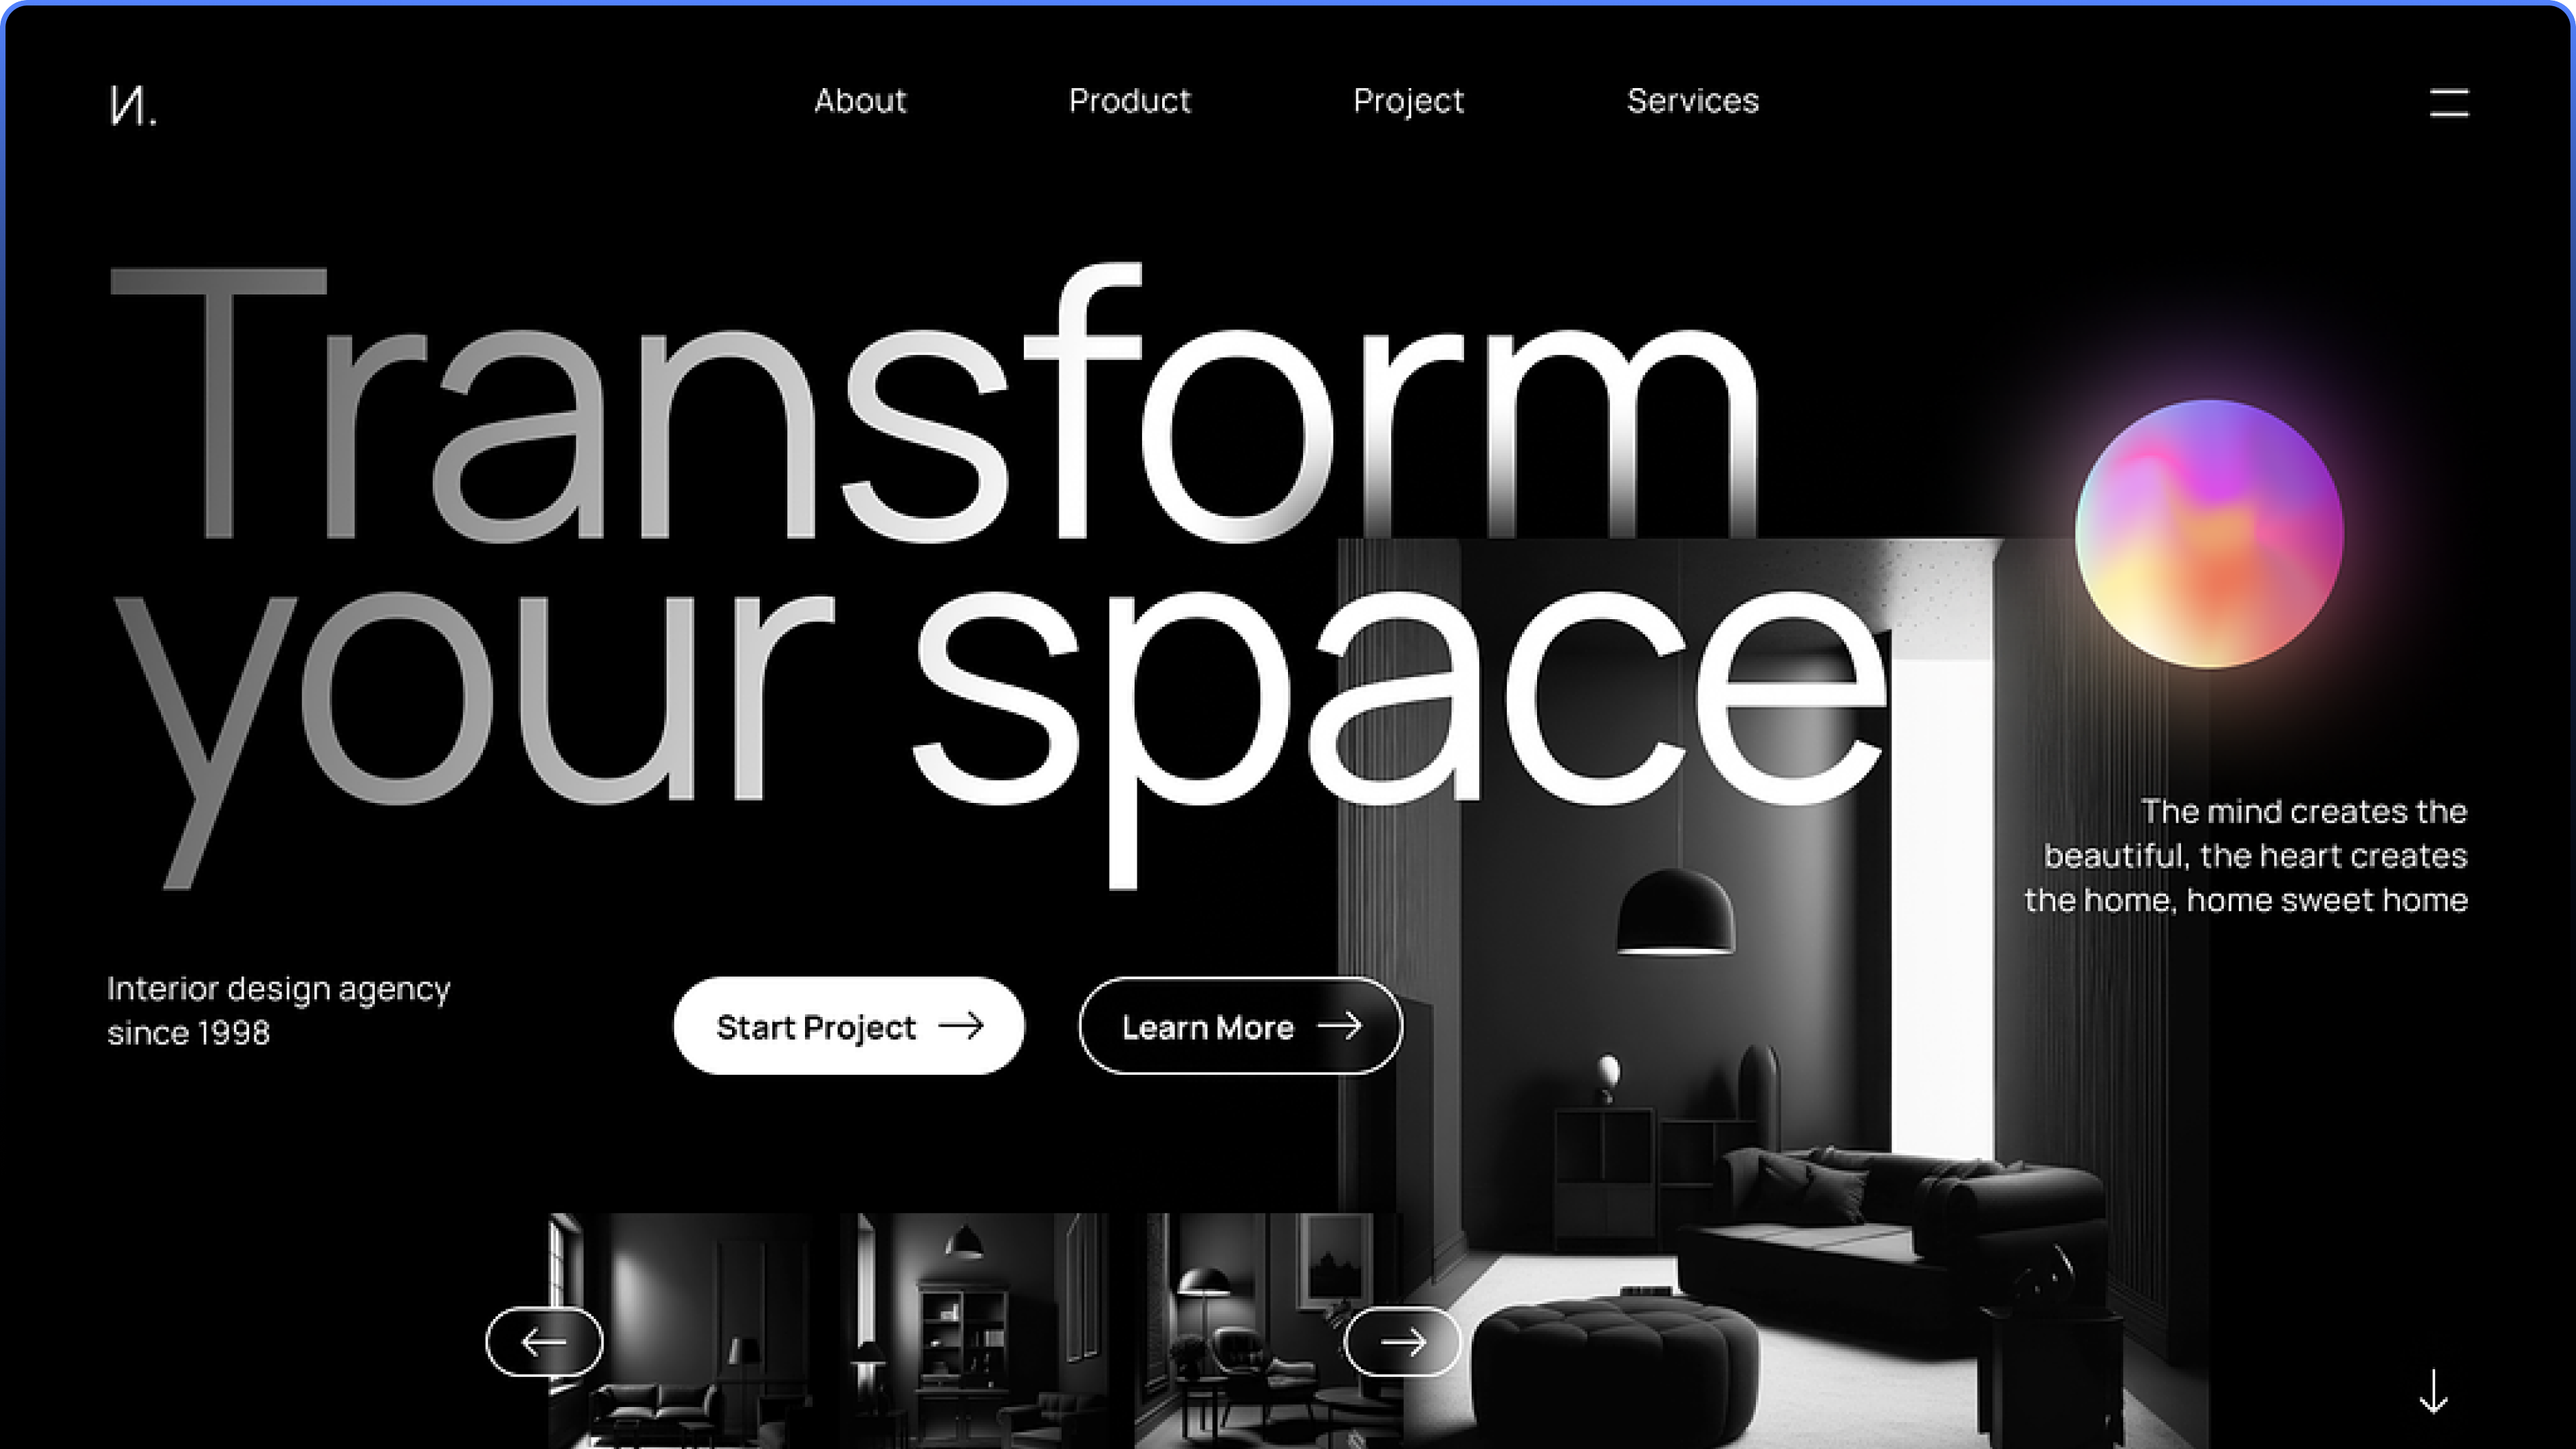 И.
About
Product
Project
Services
Transform
your space
The mind creates the
beautiful, the heart creates
the home, home sweet home
Interior design agency
since 1998
Start Project
Learn More